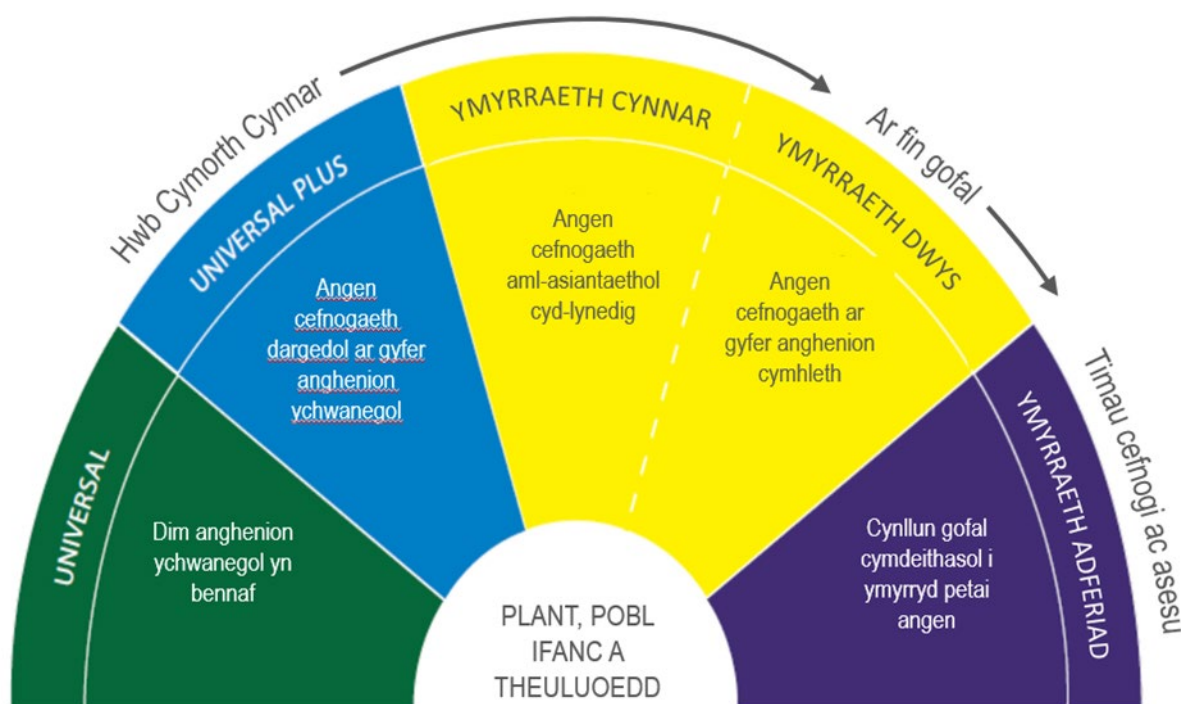 Hwb Cymorth Cynnar
Ar fin gofal
Timau cefnogi ac asesu
UNIVERSAL
Dim anghenion
ychwanegol yn
bennaf
UNIVERSAL PLUS
Angen
cefnogaeth
dargedol ar gyfer
anghenion
ychwanegol
YMYRRAETH CYNNAR
Angen
cefnogaeth
aml-asiantaethol
cyd-lynedig
YMYRRAETH DWYS
Angen
cefnogaeth ar
gyfer anghenion
cymhleth
YMYRRAETH ADFERIAD
Cynllun gofal
cymdeithasol i
ymyrryd petai
angen
PLANT, POBL
IFANC A
THEULUOEDD